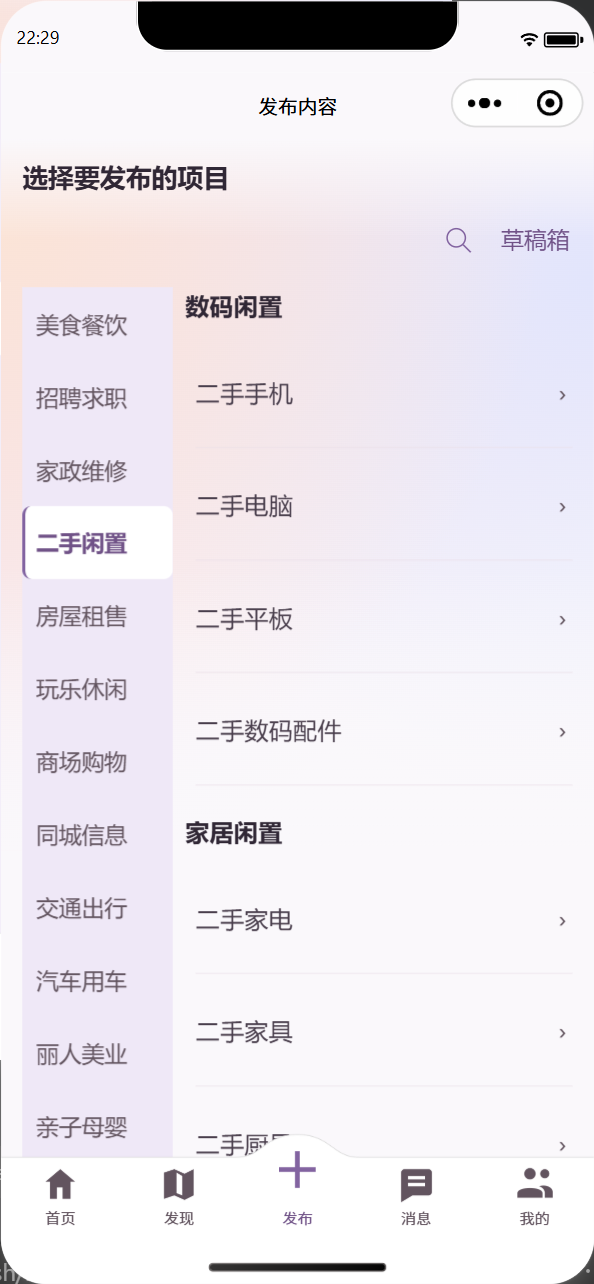 22:29
发布内容
选择要发布的项目
草稿箱
美食餐饮
招聘求职
家政维修
二手闲置
房屋租售
玩乐休闲
商场购物
同城信息
交通出行
汽车用车
丽人美业
亲子母婴
数码闲置
二手手机
二手电脑
二手平板
二手数码配件
家居闲置
二手家电
二手家具
二手厨
首页
发现
发布
消息
我的